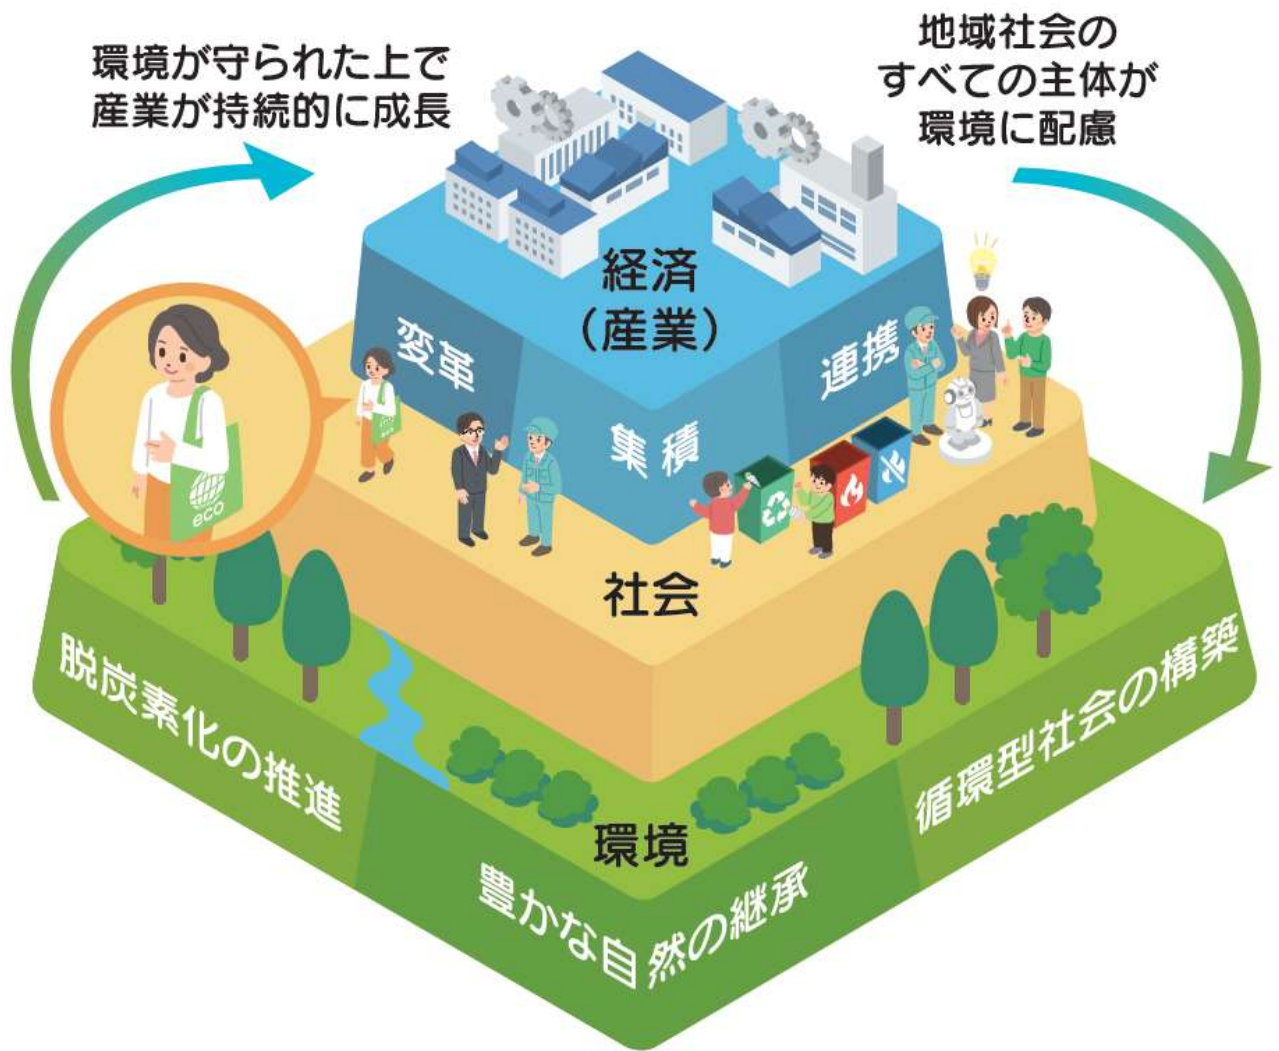 環境が守られた上で
産業が持続的に成長
地域社会の
すべての主体が
環境に配慮
経済
（産業）
変革
集積
連携
eco
eco
社会
環境
脱炭素化の推進
豊かな自然の継承
循環型社会の構築